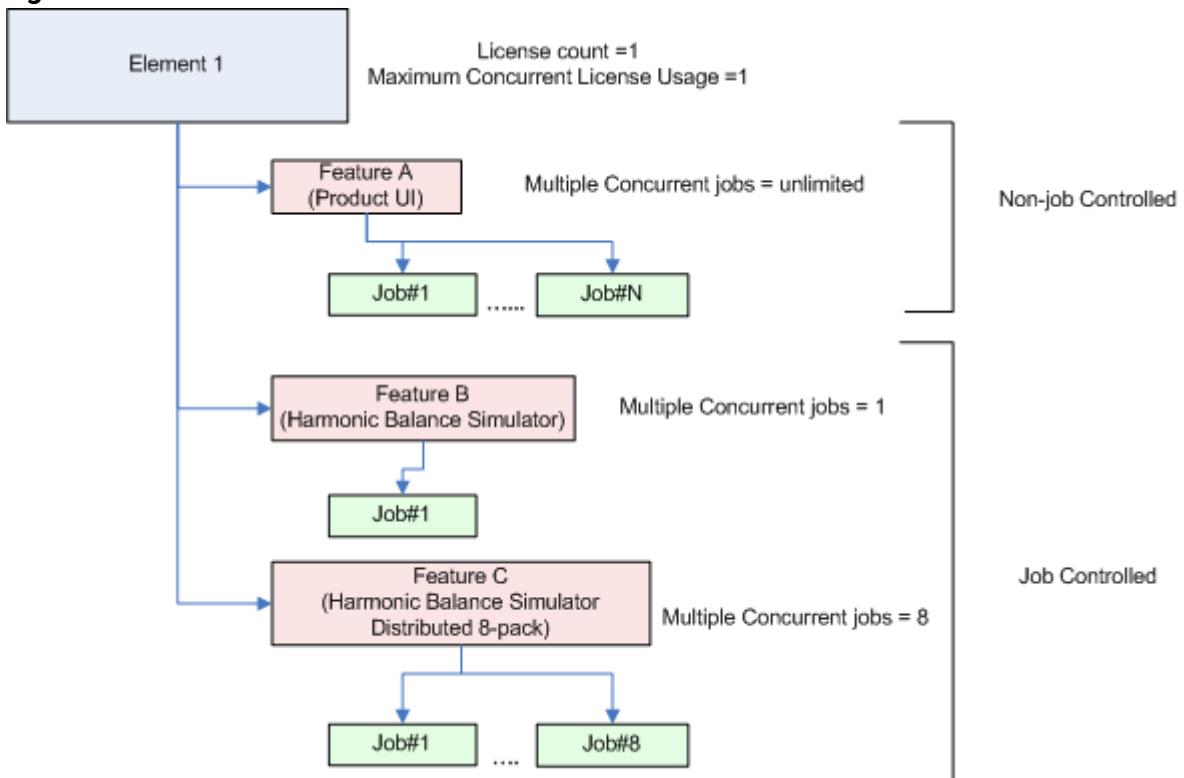 Element 1
License count =1
Maximum Concurrent License Usage =1
Feature A
(Product UI)
Multiple Concurrent jobs = unlimited
Non-job Controlled
Job#1
......
Job#N
Feature B
(Harmonic Balance Simulator)
Multiple Concurrent jobs = 1
Job#1
Feature C
(Harmonic Balance Simulator
Distributed 8-pack)
Multiple Concurrent jobs = 8
Job Controlled
Job#1
....
Job#8